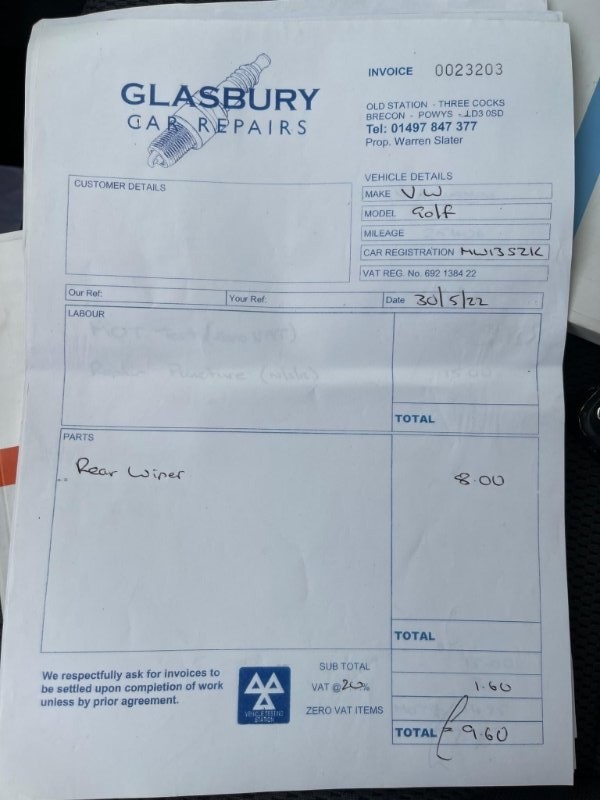 INVOICE 0023203
GLASBURY
CAR REPAIRS
OLD STATION - THREE COCKS
BRECON - POWYS - LD3 0SD
Tel: 01497 847 377
Prop. Warren Slater
CUSTOMER DETAILS
VEHICLE DETAILS
MAKE V.W
MODEL Golf
MILEAGE
CAR REGISTRATION
VAT REG. No. 692 1384 22
Our Ref: Your Ref: Date 30/5/22
LABOUR
TOTAL
PARTS
Rear Wiper 8.00
TOTAL
We respectfully ask for invoices to
be settled upon completion of work
unless by prior agreement.
VEHICLE TESTING
STATION
SUB TOTAL
VAT @ 20% 1.60
ZERO VAT ITEMS
TOTAL £9.60